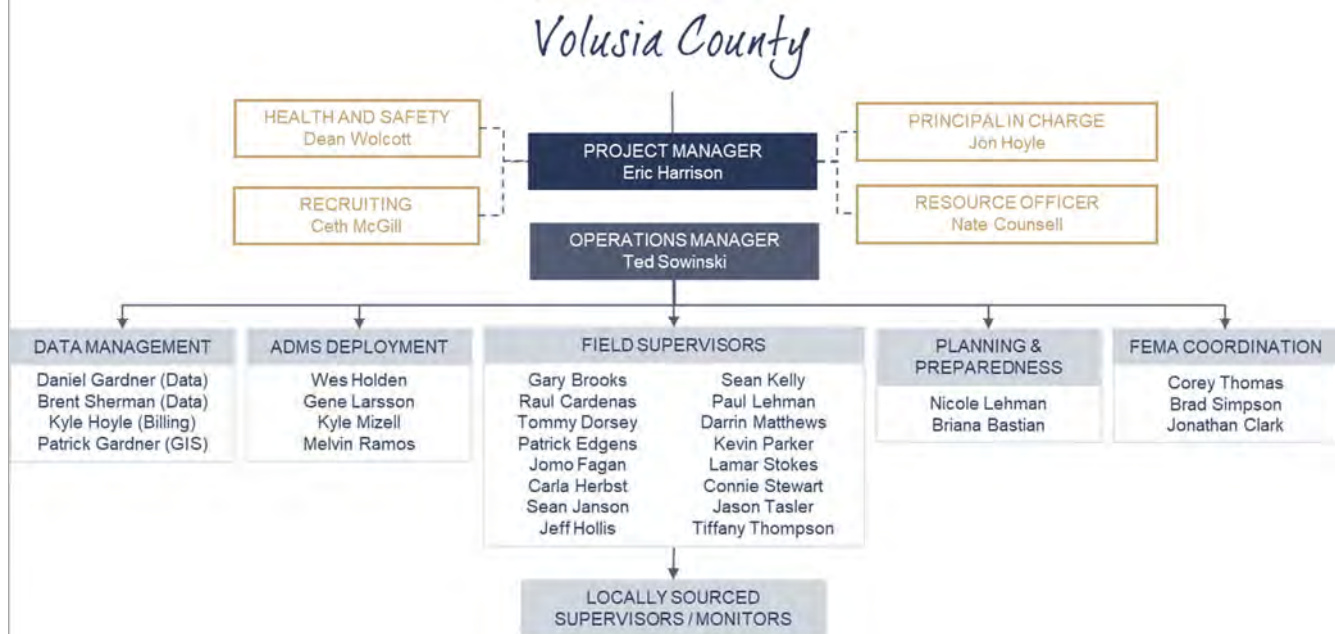 Volusia County
HEALTH AND SAFETY
Dean Wolcott
PRINCIPAL IN CHARGE
Jon Hoyle
PROJECT MANAGER
Eric Harrison
RECRUITING
Ceth McGill
RESOURCE OFFICER
Nate Counsell
OPERATIONS MANAGER
Ted Sowinski
DATA MANAGEMENT
Daniel Gardner (Data)
Brent Sherman (Data)
Kyle Hoyle (Billing)
Patrick Gardner (GIS)
ADMS DEPLOYMENT
Wes Holden
Gene Larsson
Kyle Mizell
Melvin Ramos
FIELD SUPERVISORS
Gary Brooks
Raul Cardenas
Tommy Dorsey
Patrick Edgens
Jomo Fagan
Carla Herbst
Sean Janson
Jeff Hollis
Sean Kelly
Paul Lehman
Darrin Matthews
Kevin Parker
Lamar Stokes
Connie Stewart
Jason Tasler
Tiffany Thompson
PLANNING &
PREPAREDNESS
Nicole Lehman
Briana Bastian
FEMA COORDINATION
Corey Thomas
Brad Simpson
Jonathan Clark
LOCALLY SOURCED
SUPERVISORS / MONITORS